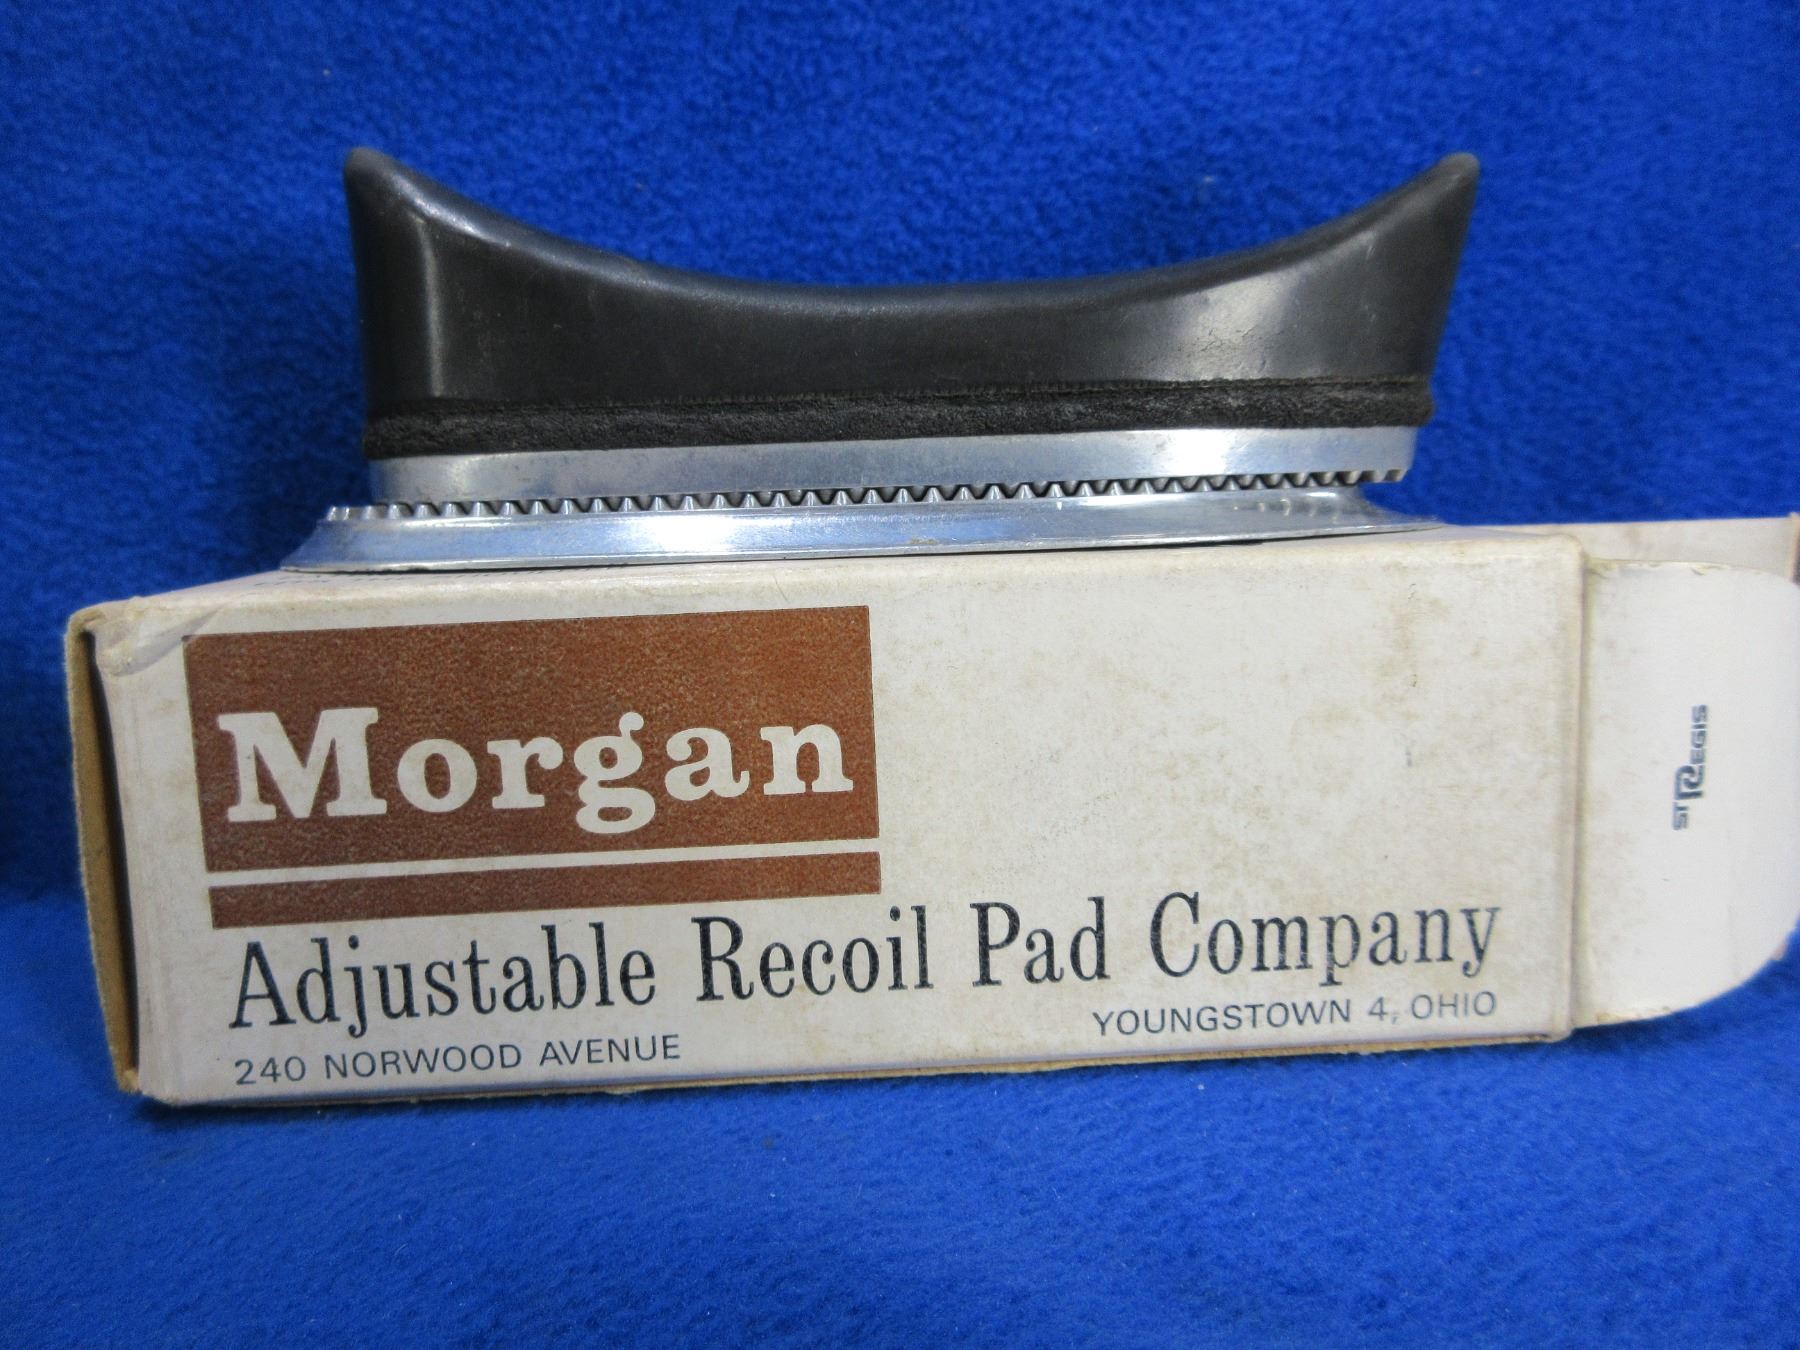 Morgan
Adjustable Recoil Pad Company
240 NORWOOD AVENUE
YOUNGSTOWN 4, OHIO
ST REGIS